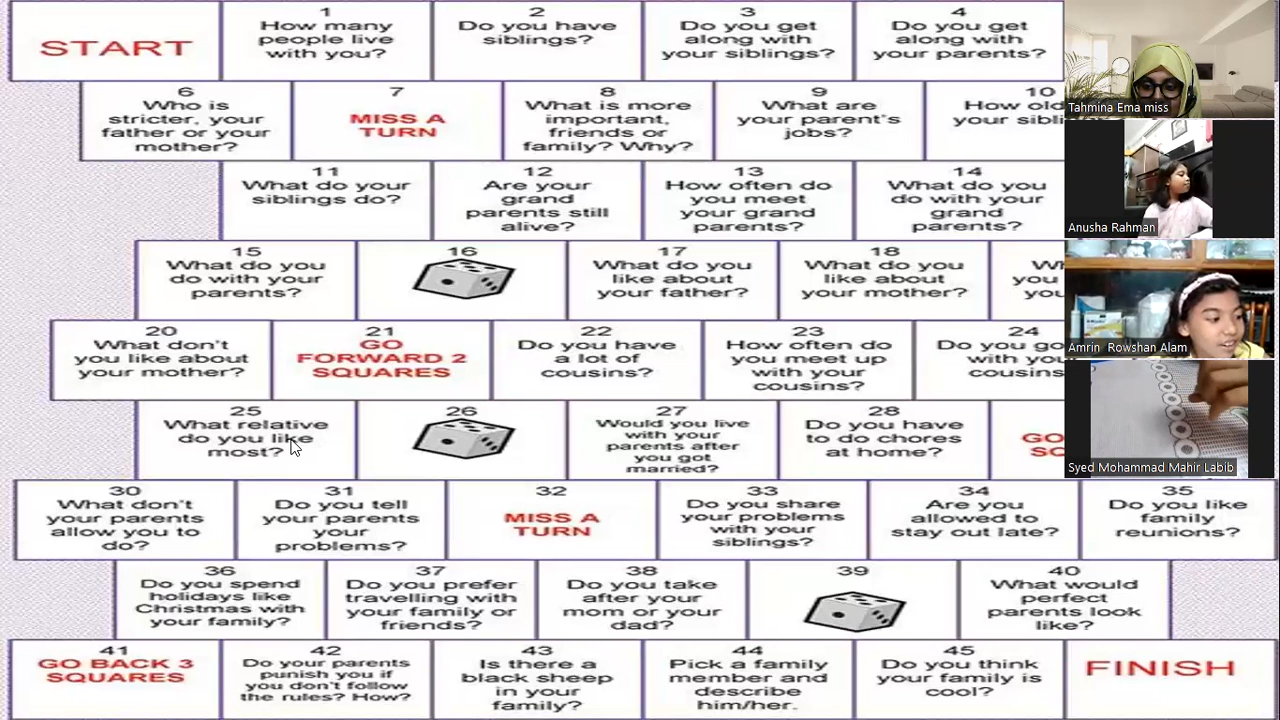 START
1
How many
people live
with you?
2
Do you have
siblings?
3
Do you get
along with
your siblings?
4
Do you get
along with
your parents?
6
Who is
stricter, your
father or your
mother?
7
MISS A
TURN
8
What is more
important,
friends or
family? Why?
9
What are
your parent's
jobs?
10
How old
your
11
What do your
siblings do?
12
Are your
grand
parents still
alive?
13
How often do
you meet
your grand
parents?
14
What do you
do with your
grand
parents?
15
What do you
do with your
parents?
16
17
What do you
like about
your father?
18
What do you
like about
your mother?
20
What don't
you like about
your mother?
21
GO
FORWARD 2
SQUARES
22
Do you have
a lot of
cousins?
23
How often do
you meet up
with your
cousins?
24
Do you go
with
cousins
25
What relative
do you like
most?
26
27
Would you live
with your
parents after
you got
married?
28
Do you have
to do chores
at home?
GO
30
What don't
your parents
allow you to
do?
31
Do you tell
your parents
your
problems?
32
MISS A
TURN
33
Do you share
your problems
with your
siblings?
34
Are you
allowed to
stay out late?
35
Do you like
family
reunions?
36
Do you spend
holidays like
Christmas with
your family?
37
Do you prefer
travelling with
your family or
friends?
38
Do you take
after your
mom or your
dad?
39
40
What would
perfect
parents look
like?
41
GO BACK 3
SQUARES
42
Do your parents
punish you if
you don't follow
the rules? How?
43
Is there a
black sheep
in your
family?
44
Pick a family
member and
describe
him/her.
45
Do you think
your family is
cool?
FINISH
Tahmina Ema miss
Anusha Rahman
Amrin Rowshan Alam
Syed Mohammad Mahir Labib